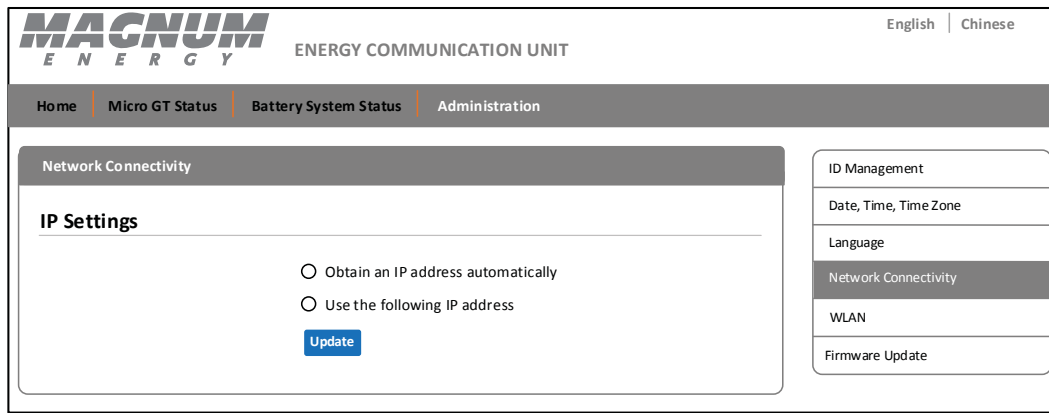 MAGNUM
ENERGY
ENERGY COMMUNICATION UNIT
English | Chinese
Home | Micro GT Status | Battery System Status | Administration
Network Connectivity
IP Settings
Obtain an IP address automatically
Use the following IP address
Update
ID Management
Date, Time, Time Zone
Language
Network Connectivity
WLAN
Firmware Update